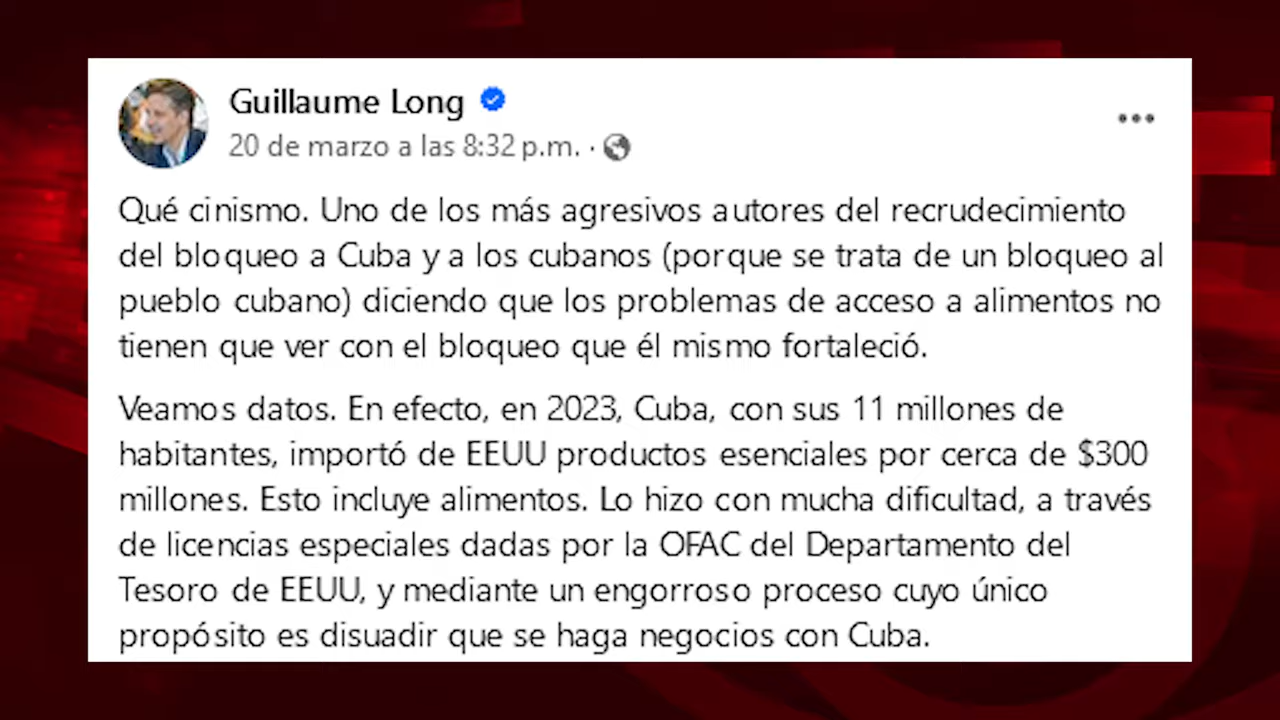 Guillaume Long
20 de marzo a las 8:32 p.m. ·
Qué cinismo. Uno de los más agresivos autores del recrudecimiento
del bloqueo a Cuba y a los cubanos (porque se trata de un bloqueo al
pueblo cubano) diciendo que los problemas de acceso a alimentos no
tienen que ver con el bloqueo que él mismo fortaleció.
Veamos datos. En efecto, en 2023, Cuba, con sus 11 millones de
habitantes, importó de EEUU productos esenciales por cerca de $300
millones. Esto incluye alimentos. Lo hizo con mucha dificultad, a través
de licencias especiales dadas por la OFAC del Departamento del
Tesoro de EEUU, y mediante un engorroso proceso cuyo único
propósito es disuadir que se haga negocios con Cuba.